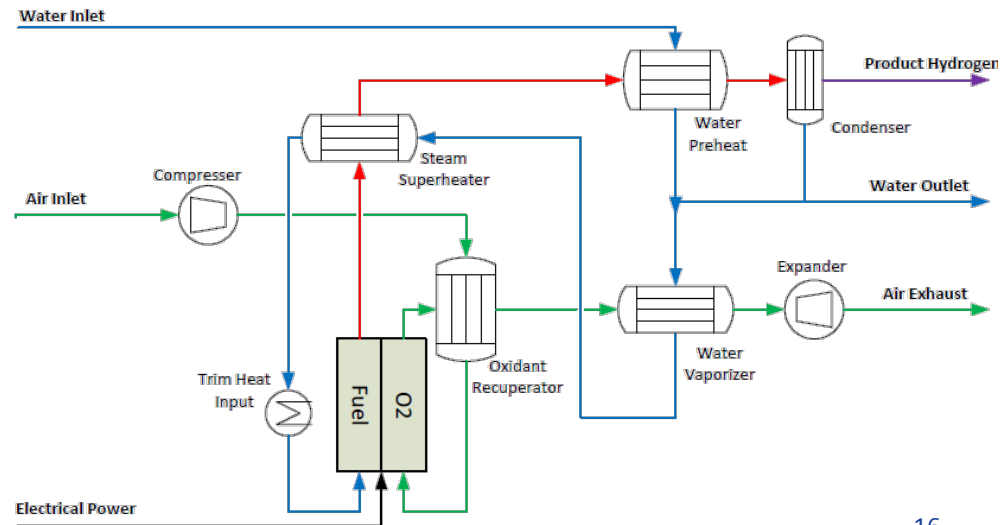 Water Inlet
Product Hydrogen
Water
Preheat
Condenser
Steam
Superheater
Compresser
Air Inlet
Water Outlet
Expander
Air Exhaust
Water
Vaporizer
Oxidant
Recuperator
Trim Heat
Input
Fuel
O2
Electrical Power
16